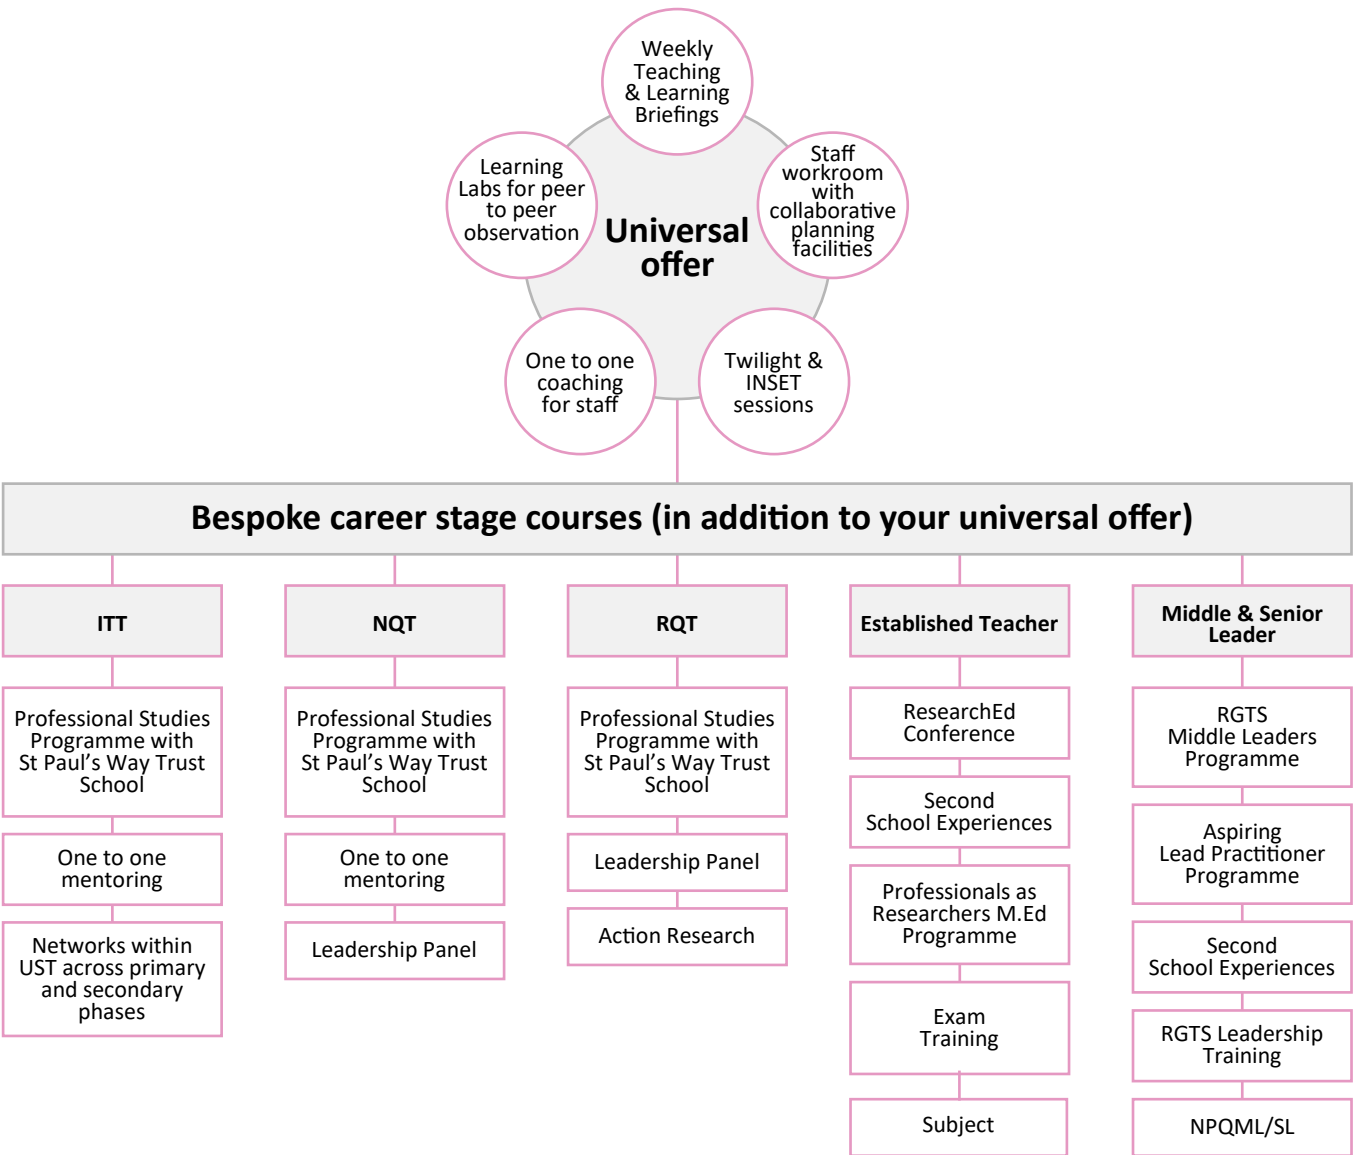 Weekly
Teaching
& Learning
Briefings
Learning
Labs for peer
to peer
observation
Staff
workroom
with
collaborative
planning
facilities
Universal
offer
One to one
coaching
for staff
Twilight &
INSET
sessions
Bespoke career stage courses (in addition to your universal offer)
ITT
Professional Studies
Programme with
St Paul’s Way Trust
School
One to one
mentoring
Networks within
UST across primary
and secondary
phases
NQT
Professional Studies
Programme with
St Paul’s Way Trust
School
One to one
mentoring
Leadership Panel
RQT
Professional Studies
Programme with
St Paul’s Way Trust
School
Leadership Panel
Action Research
Established Teacher
ResearchEd
Conference
Second
School Experiences
Professionals as
Researchers M.Ed
Programme
Exam
Training
Subject
Middle & Senior
Leader
RGTS
Middle Leaders
Programme
Aspiring
Lead Practitioner
Programme
Second
School Experiences
RGTS Leadership
Training
NPQML/SL